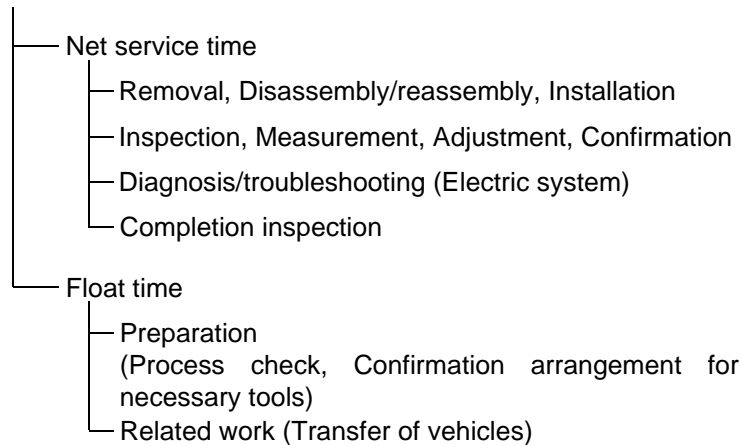 Net service time
Removal, Disassembly/reassembly, Installation
Inspection, Measurement, Adjustment, Confirmation
Diagnosis/troubleshooting (Electric system)
Completion inspection
Float time
Preparation
(Process check, Confirmation arrangement for
necessary tools)
Related work (Transfer of vehicles)